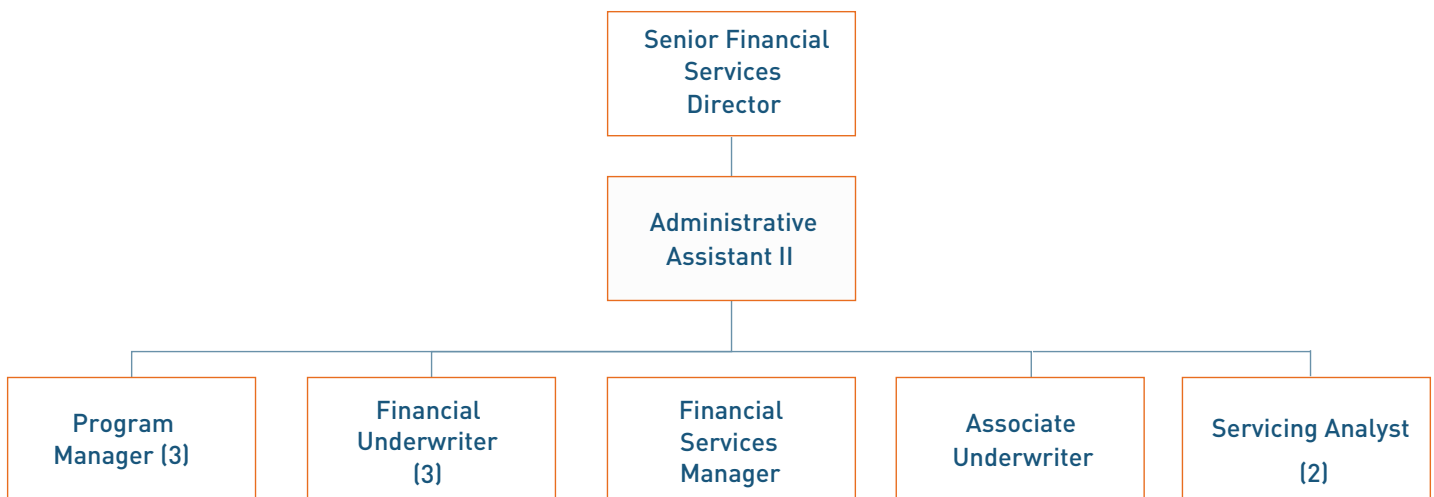 Senior Financial
Services
Director
Administrative
Assistant II
Program
Manager (3)
Financial
Underwriter
(3)
Financial
Services
Manager
Associate
Underwriter
Servicing Analyst
(2)